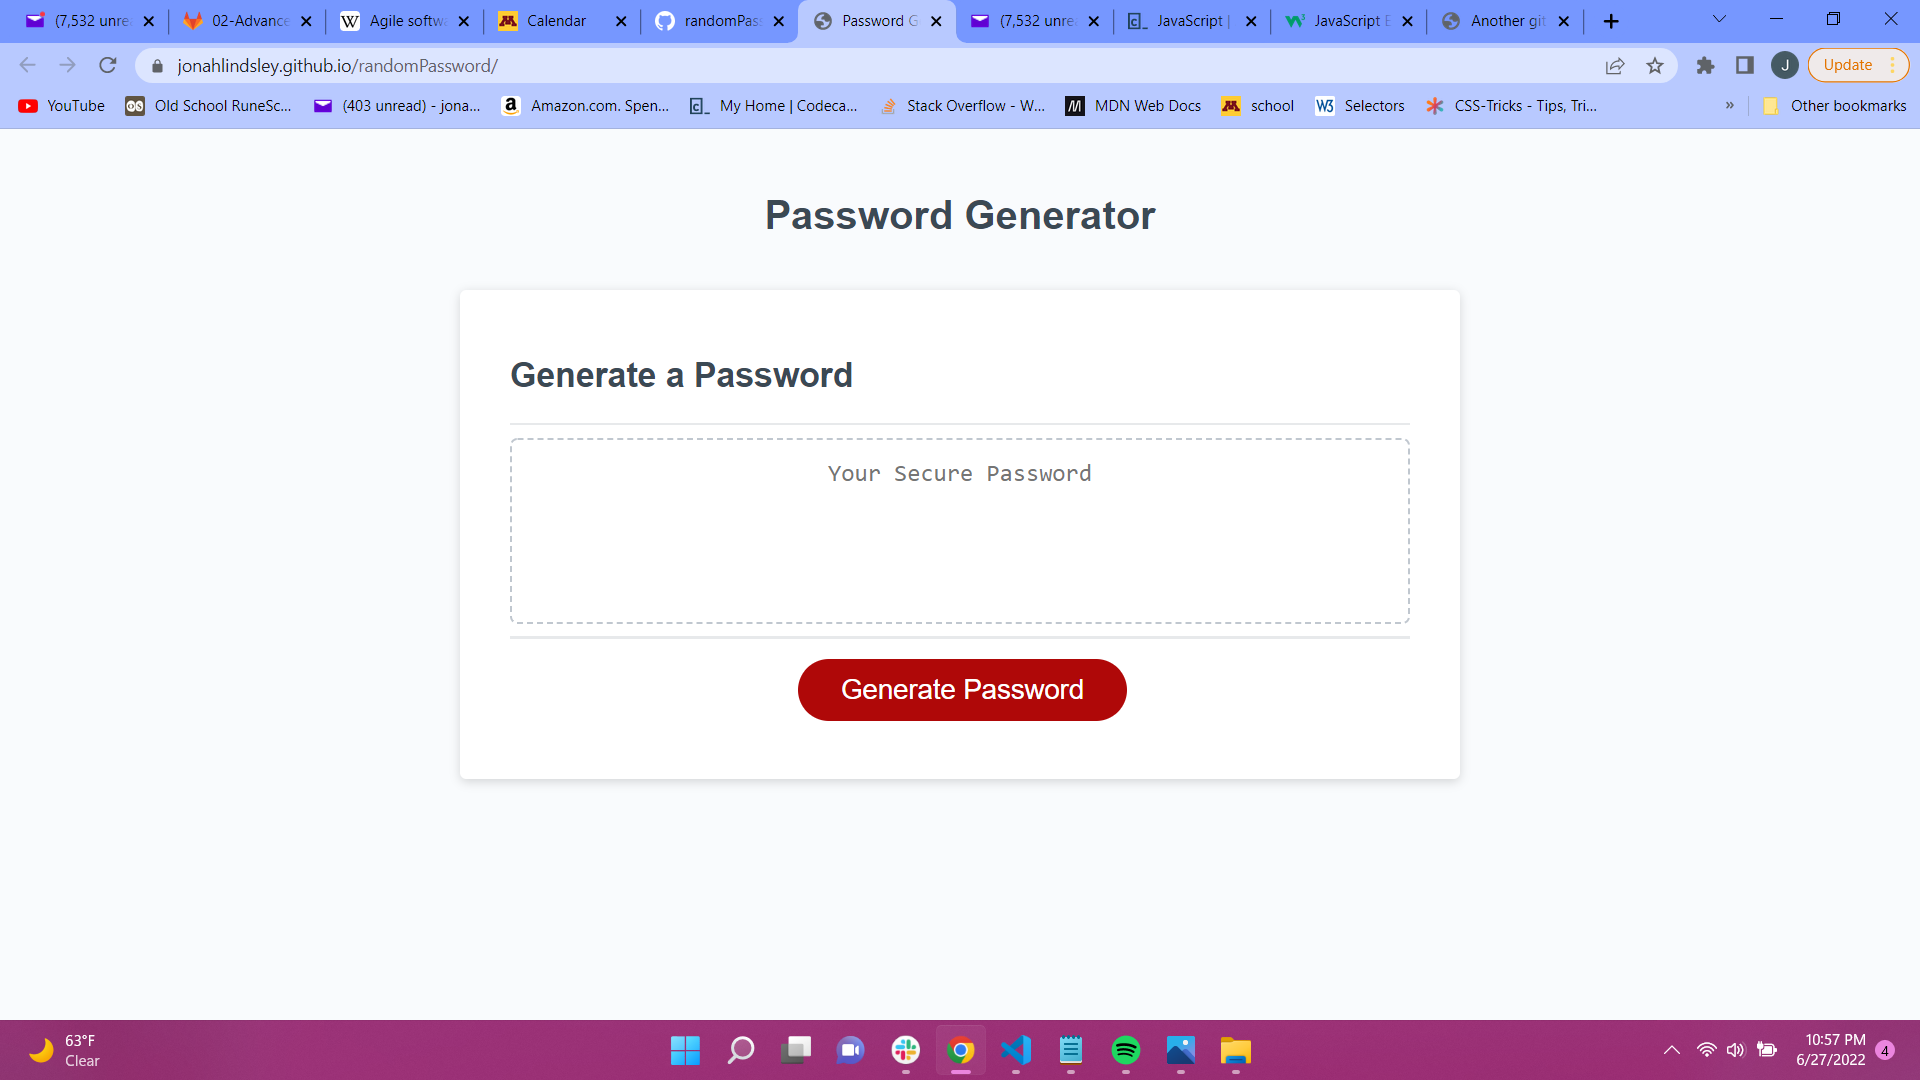 (7,532 unre
02-Advance
Agile softwa
Calendar
randomPas
Password G
(7,532 unre
JavaScript |
JavaScript E
Another git
jonahlindsley.github.io/randomPassword/
J
Update
YouTube
Old School RuneSc...
(403 unread) - jona...
Amazon.com. Spen...
My Home | Codeca...
Stack Overflow - W...
MDN Web Docs
school
Selectors
CSS-Tricks - Tips, Tri...
»
Other bookmarks
Password Generator
Generate a Password
Your Secure Password
Generate Password
63°F
Clear
10:57 PM
6/27/2022
4